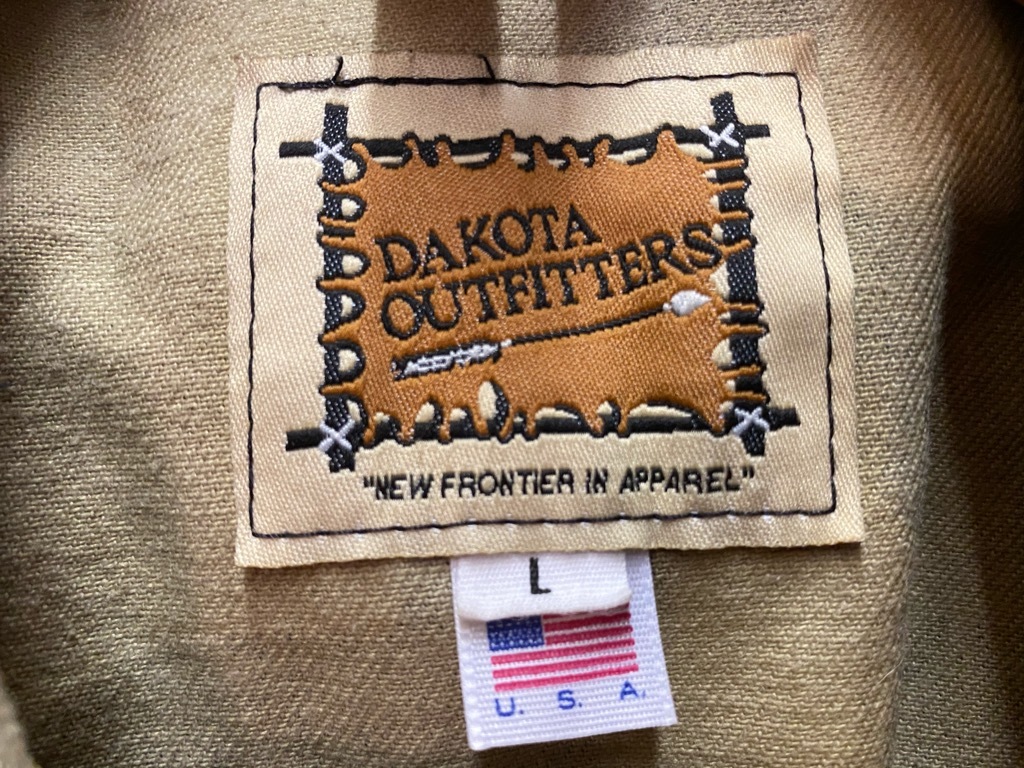 DAKOTA
OUTFITTERS
"NEW FRONTIER IN APPAREL"
L
U. S. A.